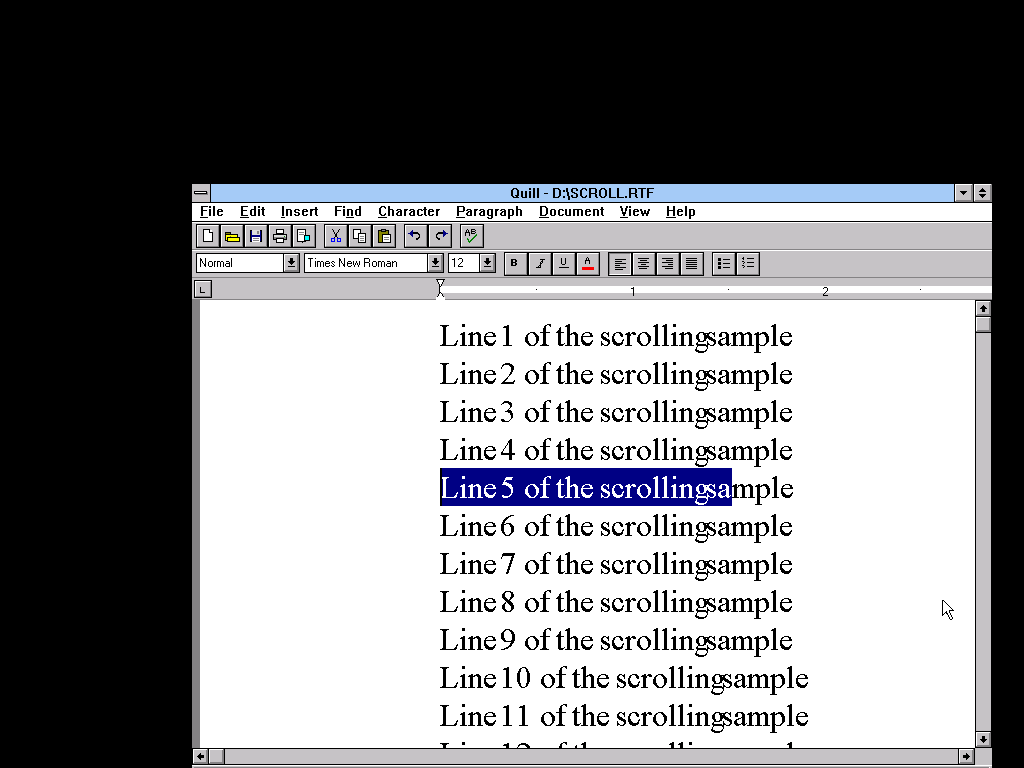 Quill - D:\SCROLL.RTF
File Edit Insert Find Character Paragraph Document View Help
AB
Normal Times New Roman 12 B I U A
L 1 2
Line 1 of the scrolling sample
Line 2 of the scrolling sample
Line 3 of the scrolling sample
Line 4 of the scrolling sample
Line 5 of the scrolling sample
Line 6 of the scrolling sample
Line 7 of the scrolling sample
Line 8 of the scrolling sample
Line 9 of the scrolling sample
Line 10 of the scrolling sample
Line 11 of the scrolling sample